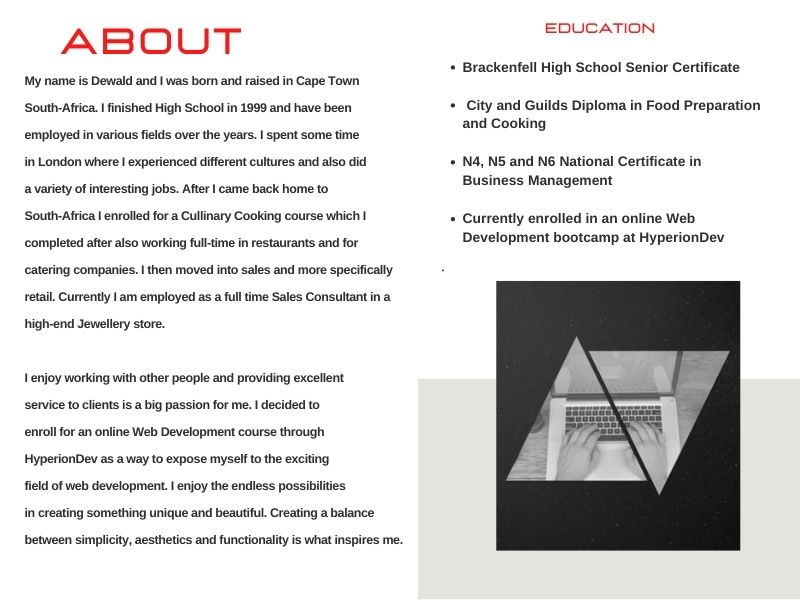 ABOUT
My name is Dewald and I was born and raised in Cape Town
South-Africa. I finished High School in 1999 and have been
employed in various fields over the years. I spent some time
in London where I experienced different cultures and also did
a variety of interesting jobs. After I came back home to
South-Africa I enrolled for a Cullinary Cooking course which I
completed after also working full-time in restaurants and for
catering companies. I then moved into sales and more specifically
retail. Currently I am employed as a full time Sales Consultant in a
high-end Jewellery store.
I enjoy working with other people and providing excellent
service to clients is a big passion for me. I decided to
enroll for an online Web Development course through
HyperionDev as a way to expose myself to the exciting
field of web development. I enjoy the endless possibilities
in creating something unique and beautiful. Creating a balance
between simplicity, aesthetics and functionality is what inspires me.
EDUCATION
• Brackenfell High School Senior Certificate
• City and Guilds Diploma in Food Preparation
and Cooking
• N4, N5 and N6 National Certificate in
Business Management
• Currently enrolled in an online Web
Development bootcamp at HyperionDev
.